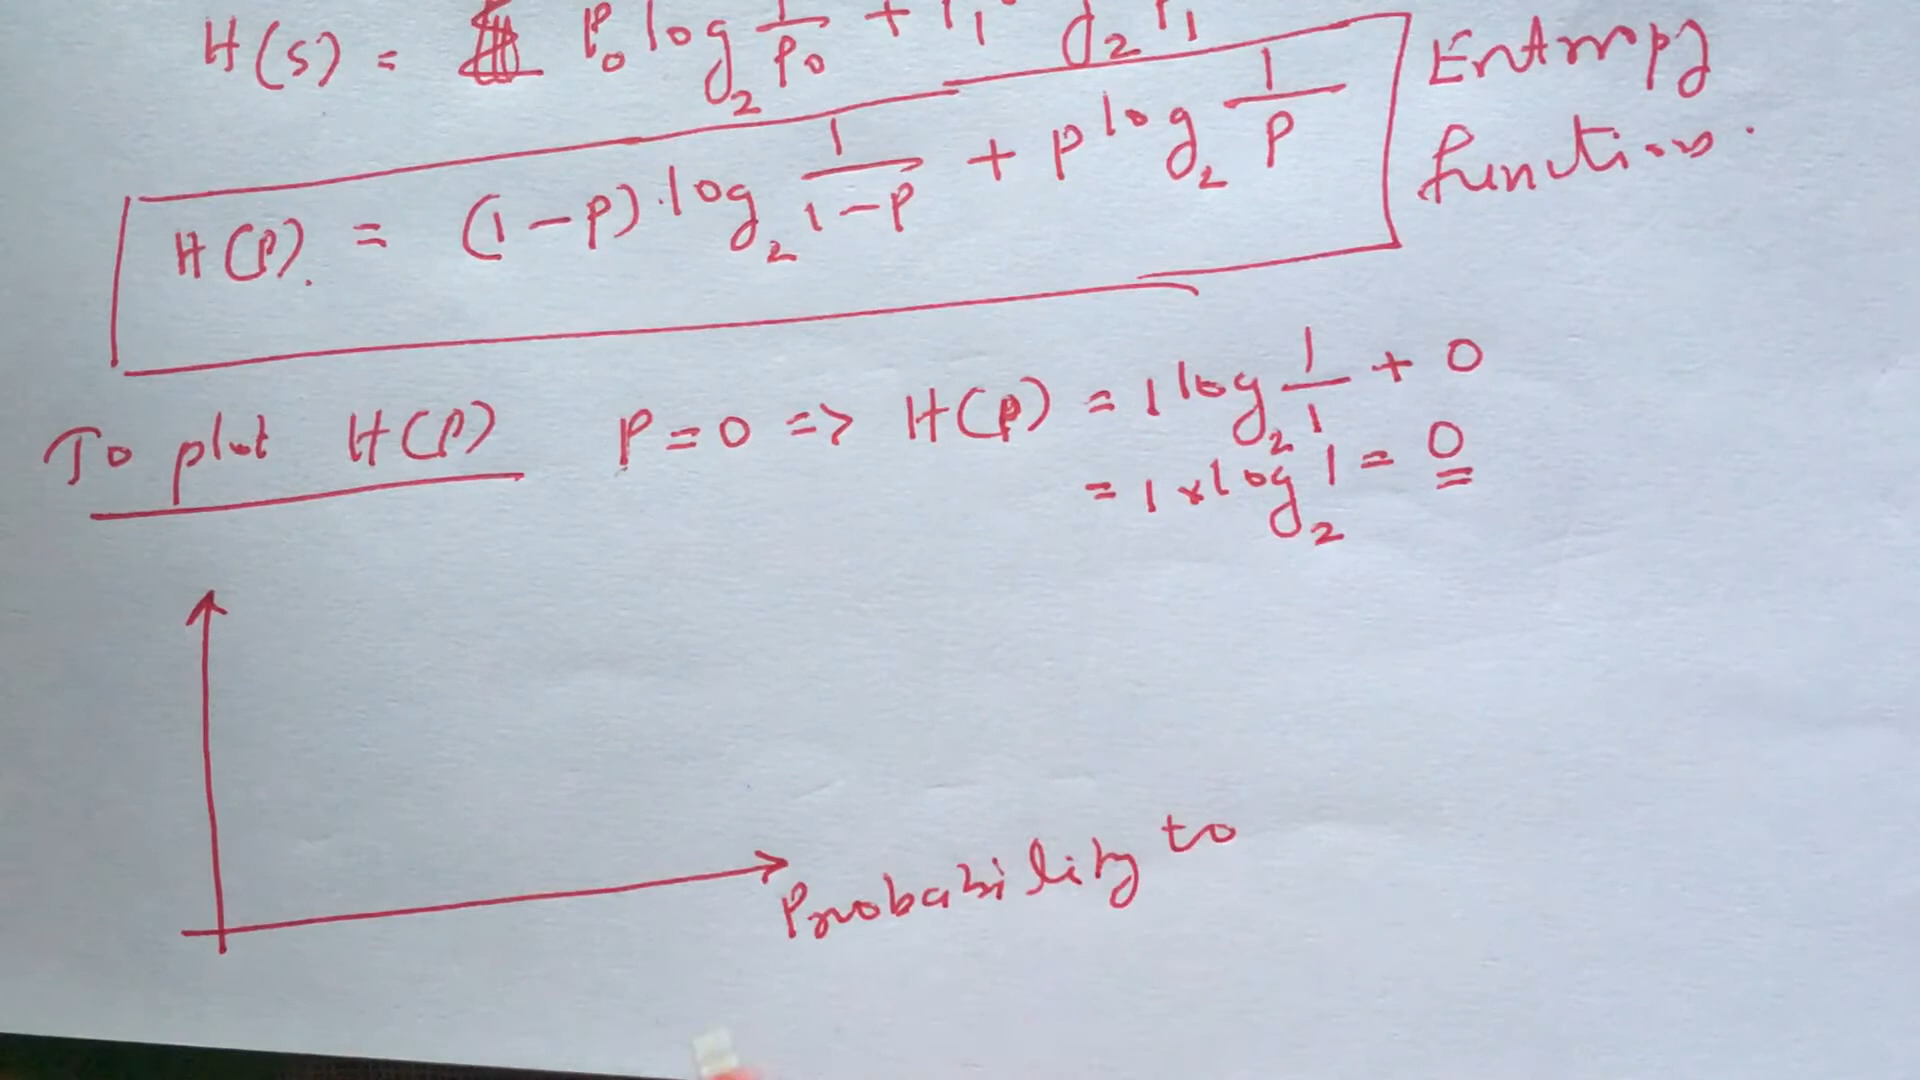 H(S) = P₀ log₂ 1/P₀ + P₁ log₂ 1/P₁
H(P) = (1-P) · log₂ 1/(1-P) + P log₂ 1/P
Entropy
function.
To plot H(P)   P = 0 => H(P) = 1 log₂ 1/1 + 0
= 1 × log₂ 1 = 0
Probability to